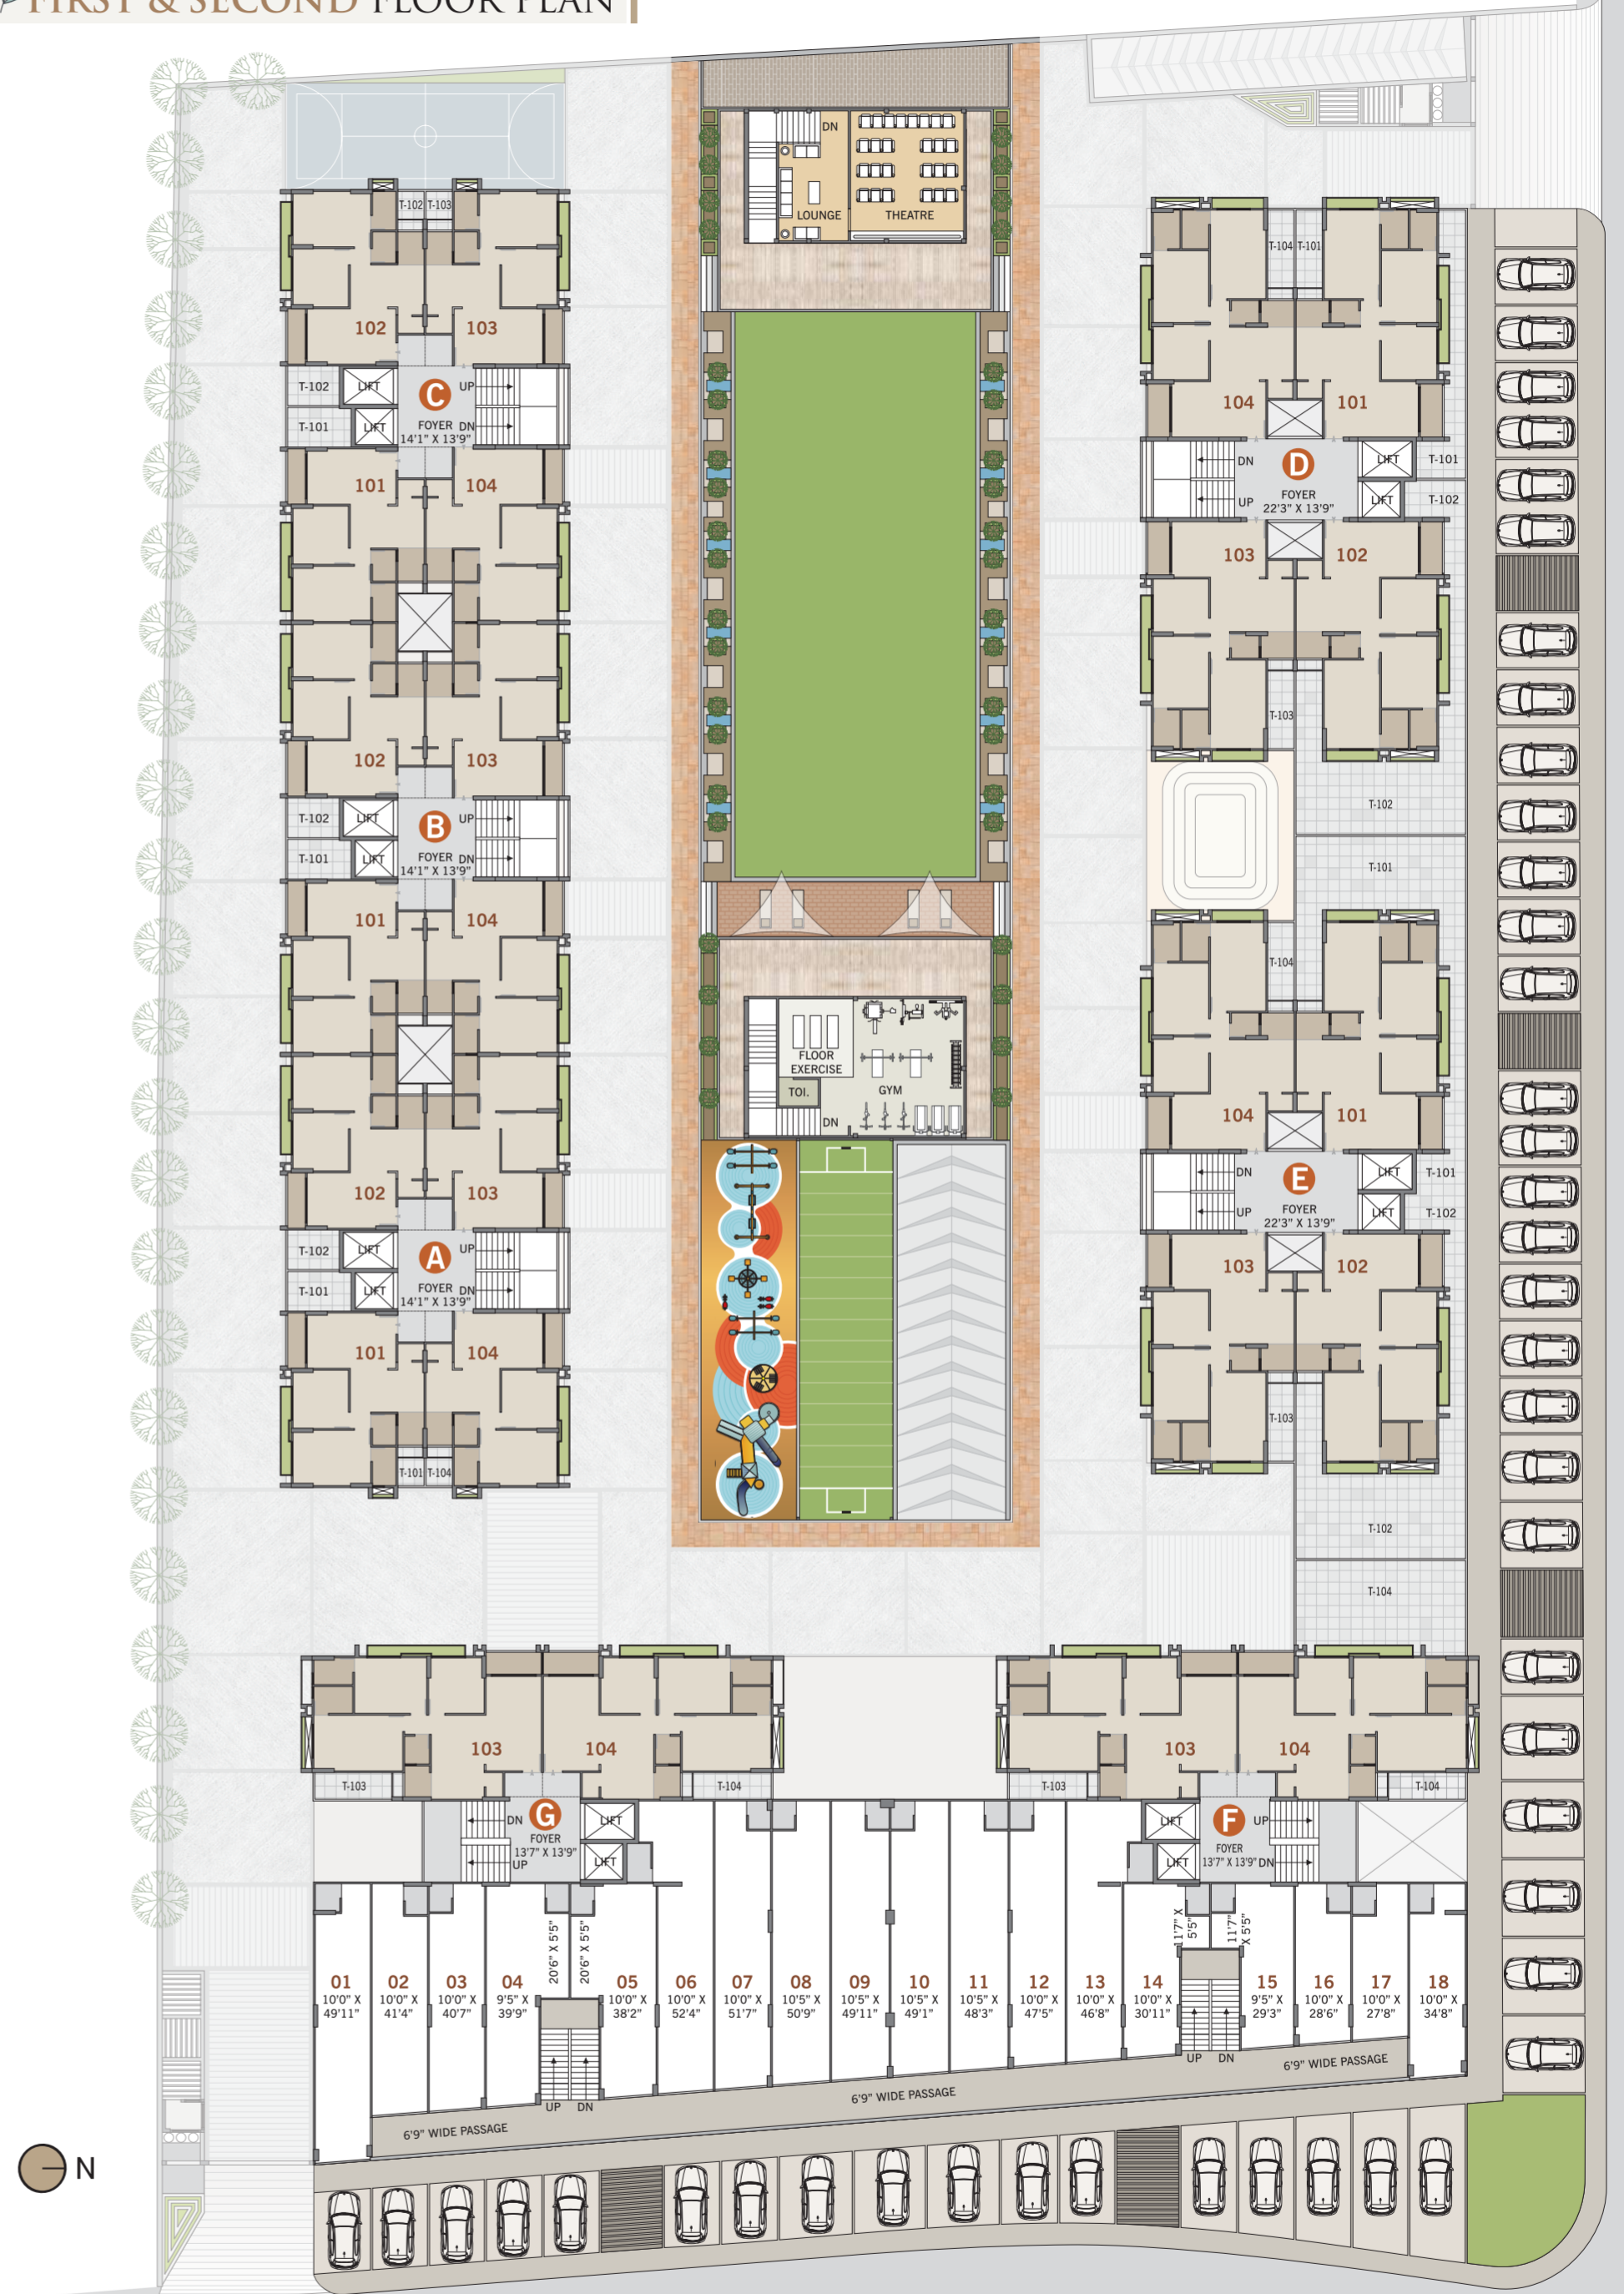 FIRST & SECOND FLOOR PLAN
DN
LOUNGE
THEATRE
T-102
T-103
102
103
T-102
LIFT
C
UP
T-101
LIFT
FOYER
DN
14'1" X 13'9"
101
104
102
103
T-102
LIFT
B
UP
T-101
LIFT
FOYER
DN
14'1" X 13'9"
101
104
102
103
T-102
LIFT
A
UP
T-101
LIFT
FOYER
DN
14'1" X 13'9"
101
104
T-101
T-104
FLOOR
EXERCISE
TOI.
GYM
DN
T-104
T-101
104
101
DN
D
LIFT
T-101
UP
FOYER
22'3" X 13'9"
LIFT
T-102
103
102
T-103
T-102
T-101
T-104
104
101
DN
E
LIFT
T-101
UP
FOYER
22'3" X 13'9"
LIFT
T-102
103
102
T-103
T-102
T-104
103
104
T-103
T-104
DN
G
LIFT
FOYER
13'7" X 13'9"
UP
LIFT
103
104
T-103
T-104
LIFT
F
UP
FOYER
LIFT
13'7" X 13'9"
DN
20'6" X 5'5"
20'6" X 5'5"
11'7" X
5'5"
11'7"
X 5'5"
01
10'0" X
49'11"
02
10'0" X
41'4"
03
10'0" X
40'7"
04
9'5" X
39'9"
05
10'0" X
38'2"
06
10'0" X
52'4"
07
10'0" X
51'7"
08
10'5" X
50'9"
09
10'5" X
49'11"
10
10'5" X
49'1"
11
10'5" X
48'3"
12
10'0" X
47'5"
13
10'0" X
46'8"
14
10'0" X
30'11"
15
9'5" X
29'3"
16
10'0" X
28'6"
17
10'0" X
27'8"
18
10'0" X
34'8"
UP
DN
UP
DN
6'9" WIDE PASSAGE
6'9" WIDE PASSAGE
6'9" WIDE PASSAGE
N